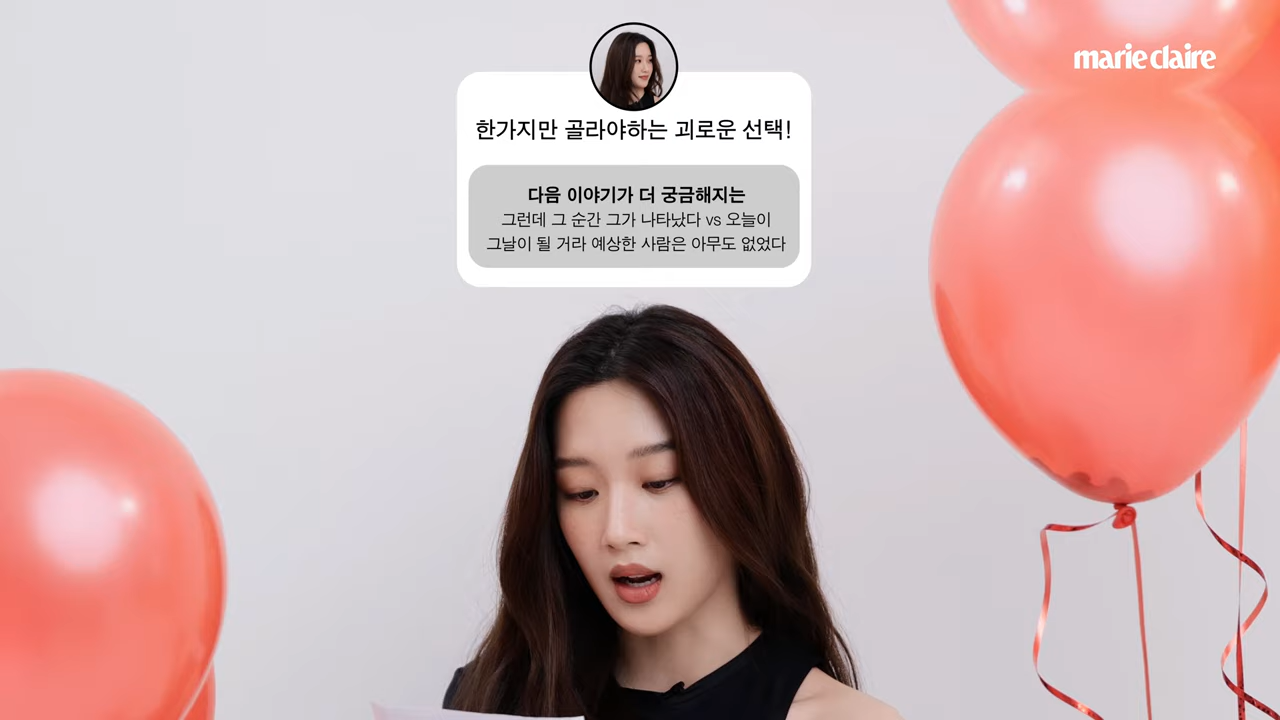 marie claire
한가지만 골라야하는 괴로운 선택!
다음 이야기가 더 궁금해지는
그런데 그 순간 그가 나타났다 vs 오늘이
그날이 될 거라 예상한 사람은 아무도 없었다